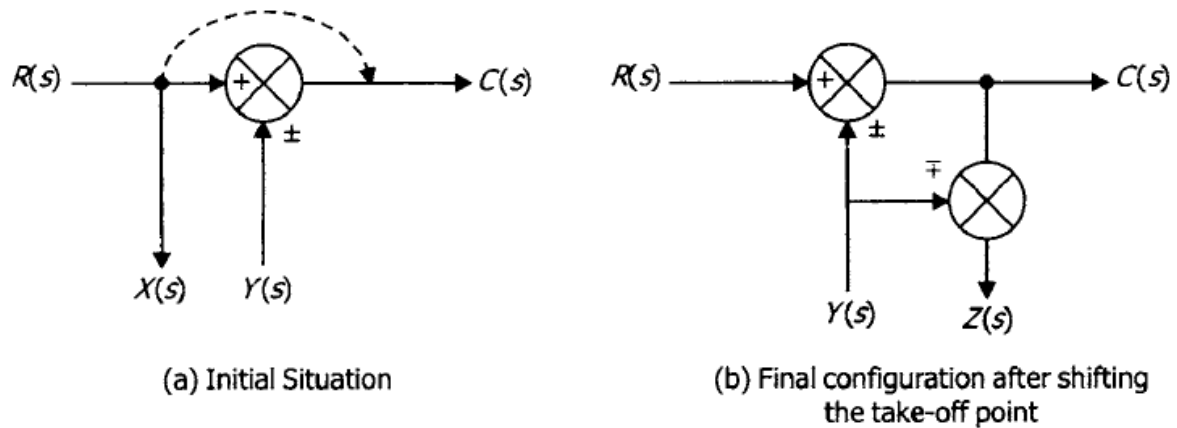 R(s) + C(s)
±
X(s) Y(s)
(a) Initial Situation
R(s) + C(s)
±
∓
Y(s) Z(s)
(b) Final configuration after shifting
the take-off point